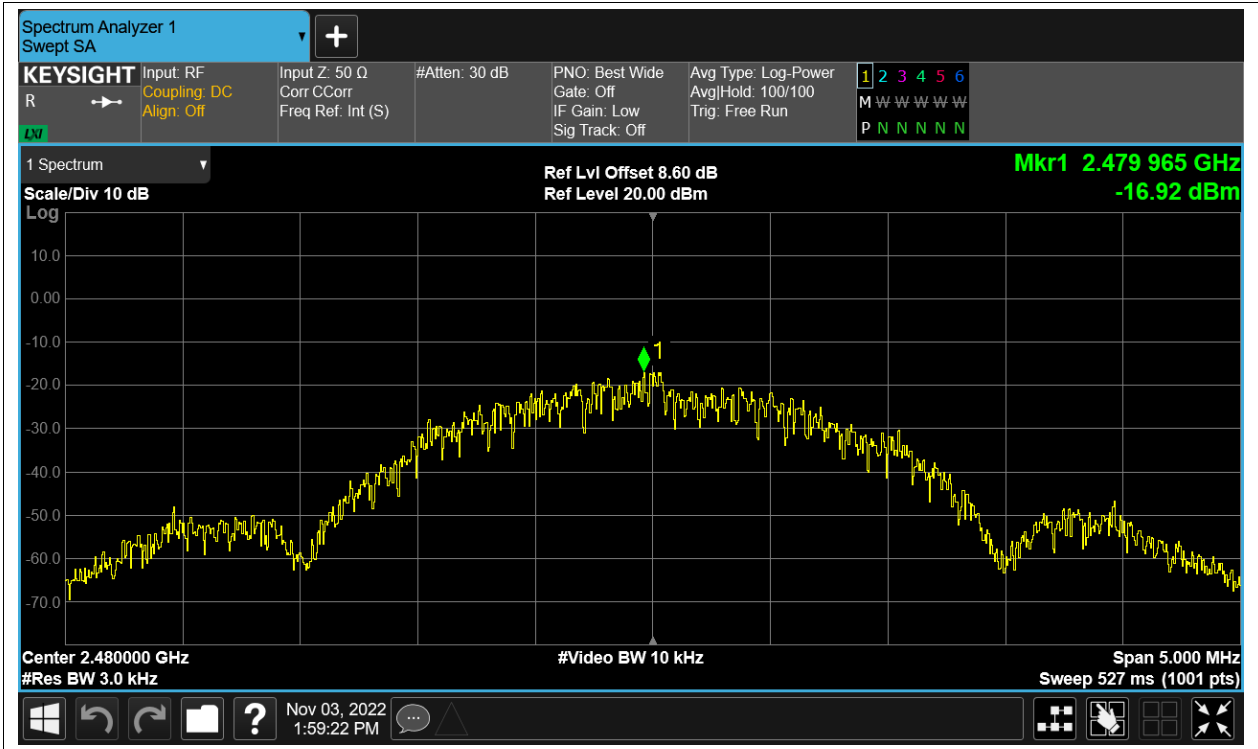 Spectrum Analyzer 1
Swept SA
+
KEYSIGHT
R
LXI
Input: RF
Coupling: DC
Align: Off
Input Z: 50 Ω
Corr CCorr
Freq Ref: Int (S)
#Atten: 30 dB
PNO: Best Wide
Gate: Off
IF Gain: Low
Sig Track: Off
Avg Type: Log-Power
Avg|Hold: 100/100
Trig: Free Run
1 2 3 4 5 6
M W W W W W
P N N N N N
1 Spectrum
Scale/Div 10 dB
Log
Ref Lvl Offset 8.60 dB
Ref Level 20.00 dBm
Mkr1 2.479 965 GHz
-16.92 dBm
10.0
0.00
-10.0
-20.0
-30.0
-40.0
-50.0
-60.0
-70.0
1
Center 2.480000 GHz
#Video BW 10 kHz
Span 5.000 MHz
#Res BW 3.0 kHz
Sweep 527 ms (1001 pts)
?
Nov 03, 2022
1:59:22 PM